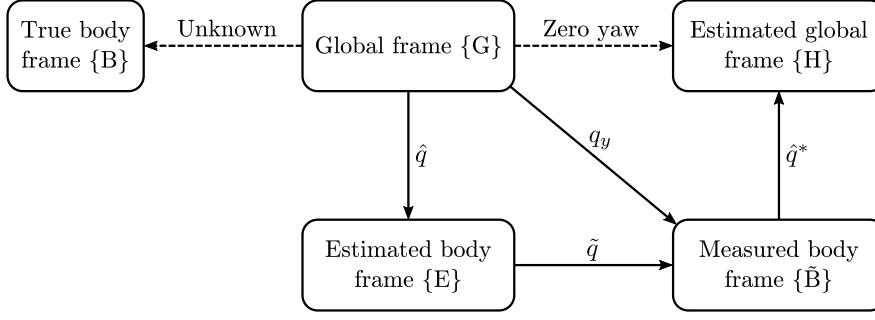 True body
frame {B}
Unknown
Global frame {G}
Zero yaw
Estimated global
frame {H}
q̂
q_y
q̂*
Estimated body
frame {E}
q̃
Measured body
frame {B̃}